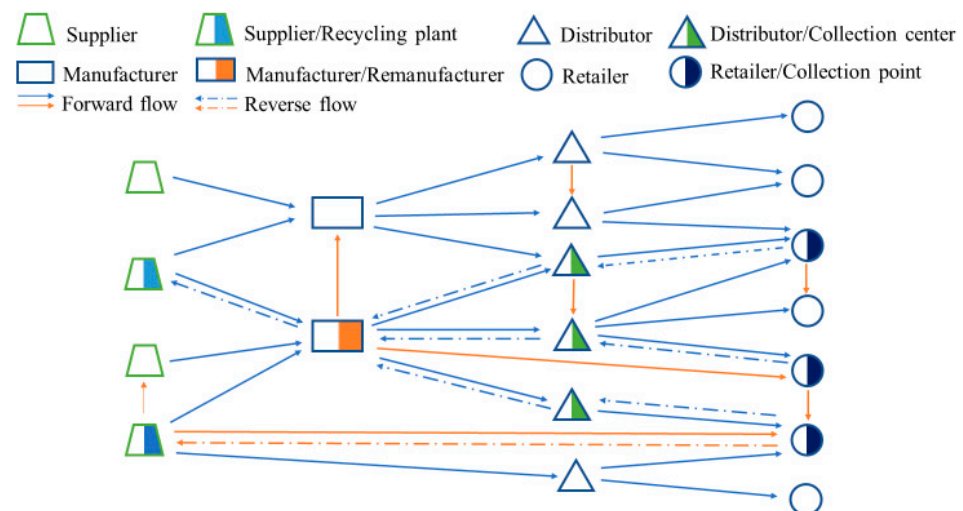 Supplier
Supplier/Recycling plant
Distributor
Distributor/Collection center
Manufacturer
Manufacturer/Remanufacturer
Retailer
Retailer/Collection point
Forward flow
Reverse flow